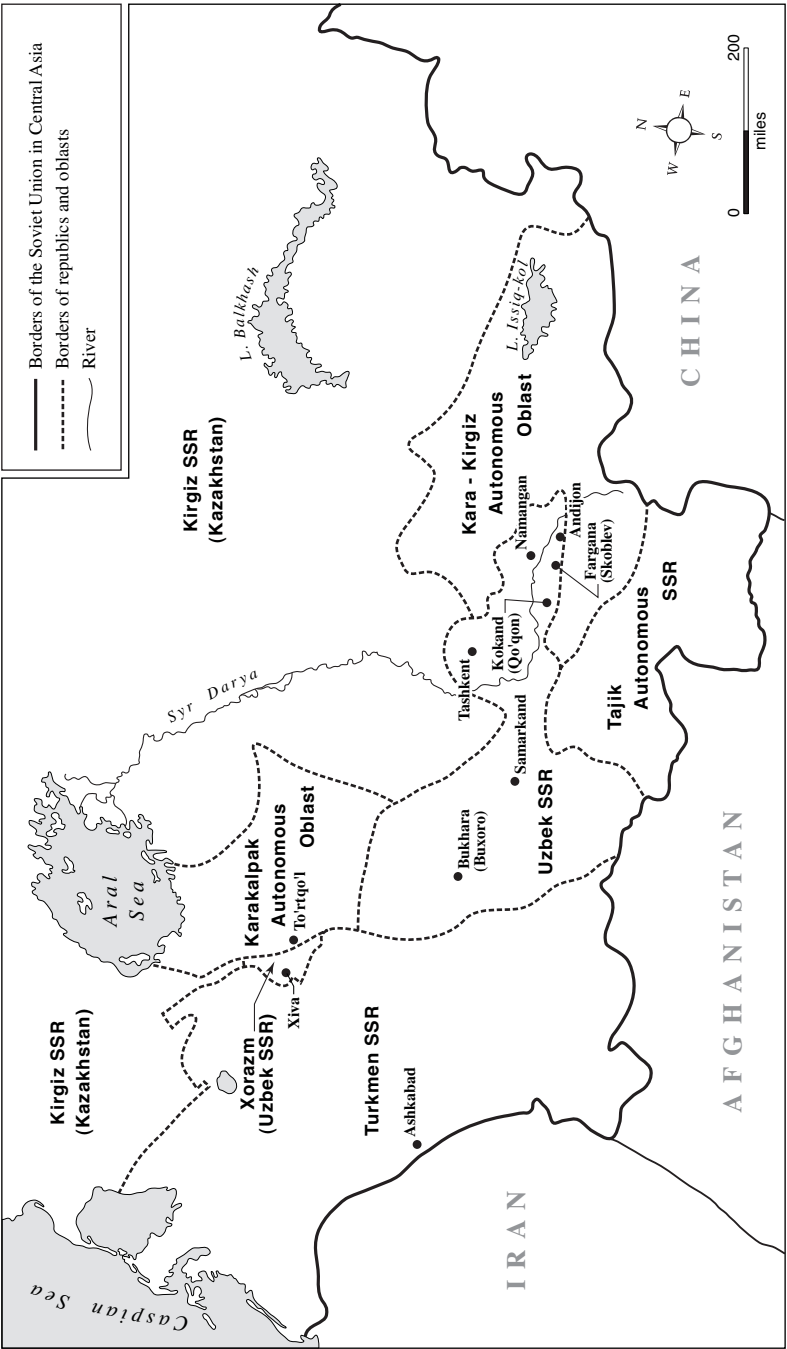 Borders of the Soviet Union in Central Asia
Borders of republics and oblasts
River
Caspian Sea
Aral
Sea
Syr Darya
L. Balkhash
L. Issiq-kol
Kirgiz SSR
(Kazakhstan)
Kirgiz SSR
(Kazakhstan)
Karakalpak
Autonomous
Oblast
To'rtqo'l
Xiva
Xorazm
(Uzbek SSR)
Turkmen SSR
Ashkabad
Bukhara
(Buxoro)
Samarkand
Uzbek SSR
Tashkent
Kokand
(Qo'qon)
Namangan
Andijon
Fargana
(Skoblev)
Kara - Kirgiz
Autonomous
Oblast
Tajik
Autonomous
SSR
IRAN
AFGHANISTAN
CHINA
N
E
S
W
0
200
miles